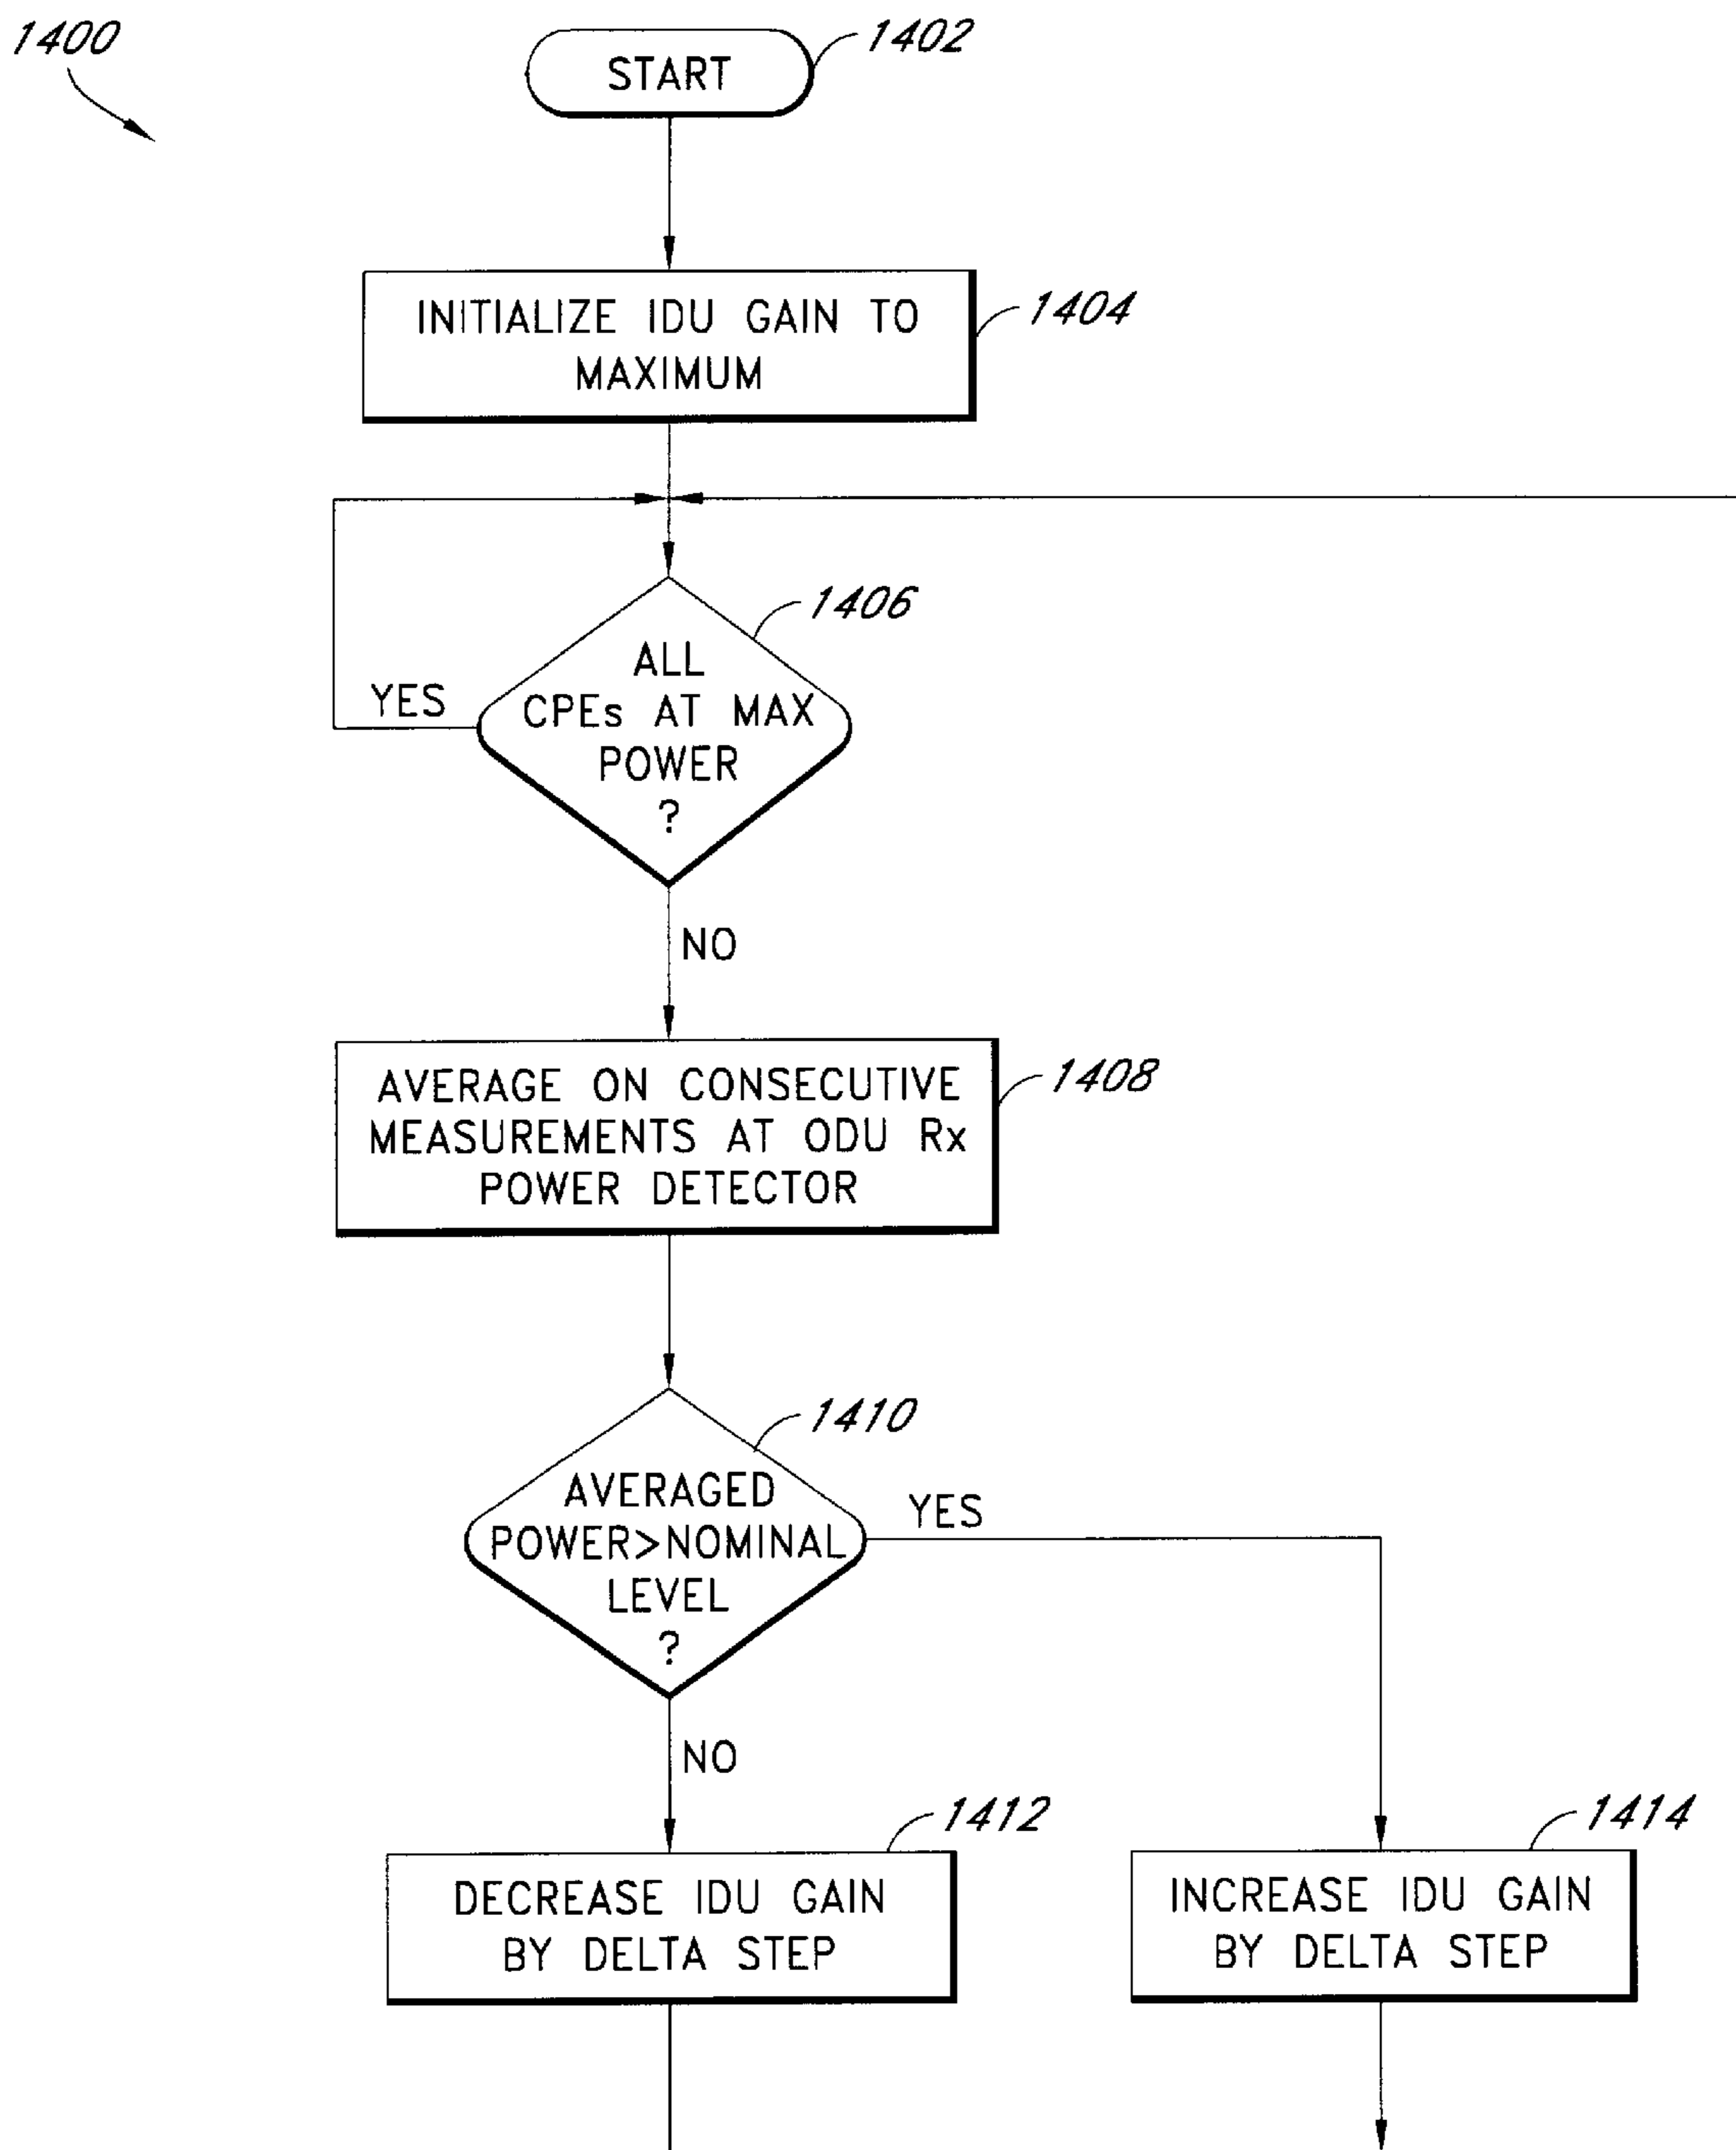 1400
START
1402
INITIALIZE IDU GAIN TO
MAXIMUM
1404
1406
ALL
CPEs AT MAX
POWER
?
YES
NO
AVERAGE ON CONSECUTIVE
MEASUREMENTS AT ODU Rx
POWER DETECTOR
1408
1410
AVERAGED
POWER>NOMINAL
LEVEL
?
YES
NO
1412
DECREASE IDU GAIN
BY DELTA STEP
1414
INCREASE IDU GAIN
BY DELTA STEP